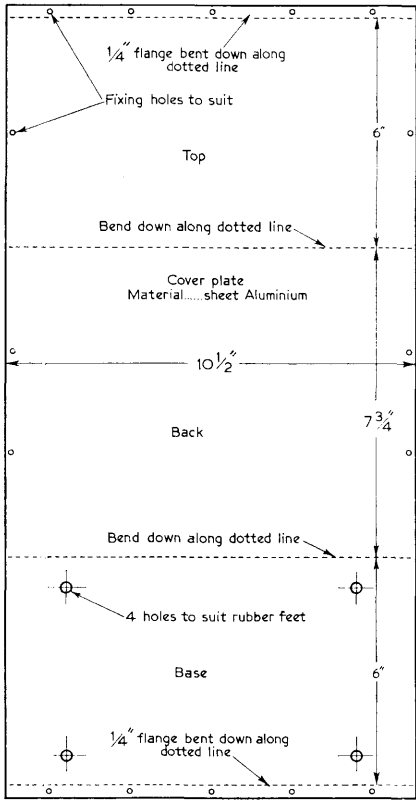 1/4" flange bent down along
dotted line
Fixing holes to suit
6"
Top
Bend down along dotted line
Cover plate
Material......sheet Aluminium
10 1/2"
7 3/4"
Back
Bend down along dotted line
4 holes to suit rubber feet
Base
6"
1/4" flange bent down along
dotted line